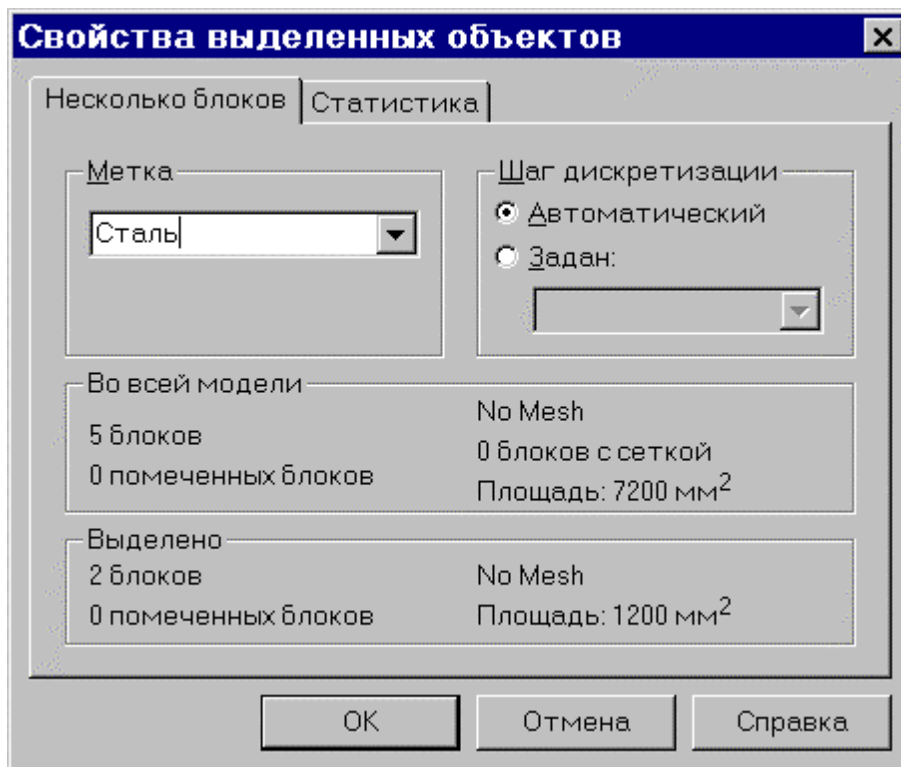 Свойства выделенных объектов
Несколько блоков
Статистика
Метка
Сталь
Шаг дискретизации
Автоматический
Задан:
Во всей модели
5 блоков
0 помеченных блоков
No Mesh
0 блоков с сеткой
Площадь: 7200 мм²
Выделено
2 блоков
0 помеченных блоков
No Mesh
Площадь: 1200 мм²
OK
Отмена
Справка